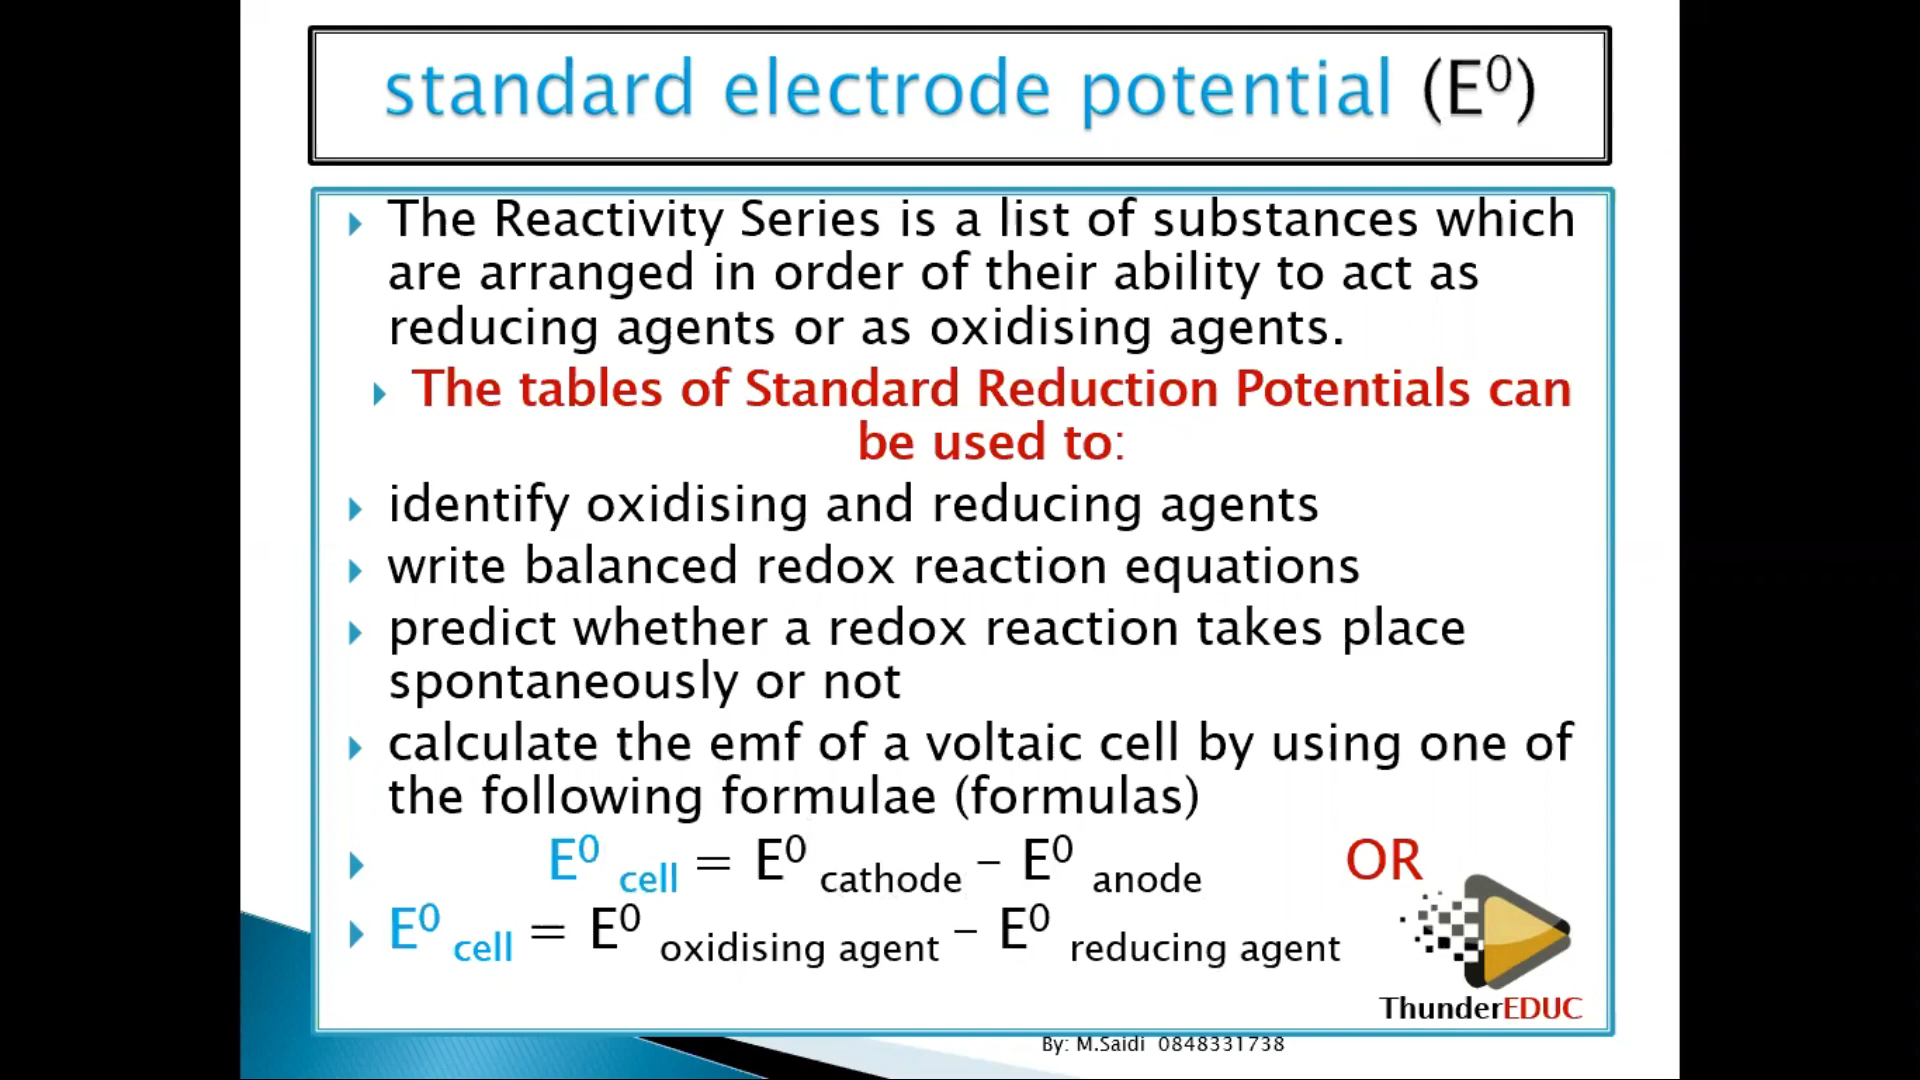 standard electrode potential (E⁰)
The Reactivity Series is a list of substances which
are arranged in order of their ability to act as
reducing agents or as oxidising agents.
The tables of Standard Reduction Potentials can
be used to:
identify oxidising and reducing agents
write balanced redox reaction equations
predict whether a redox reaction takes place
spontaneously or not
calculate the emf of a voltaic cell by using one of
the following formulae (formulas)
E⁰ cell = E⁰ cathode – E⁰ anode OR
E⁰ cell = E⁰ oxidising agent – E⁰ reducing agent
ThunderEDUC
By: M.Saidi 0848331738